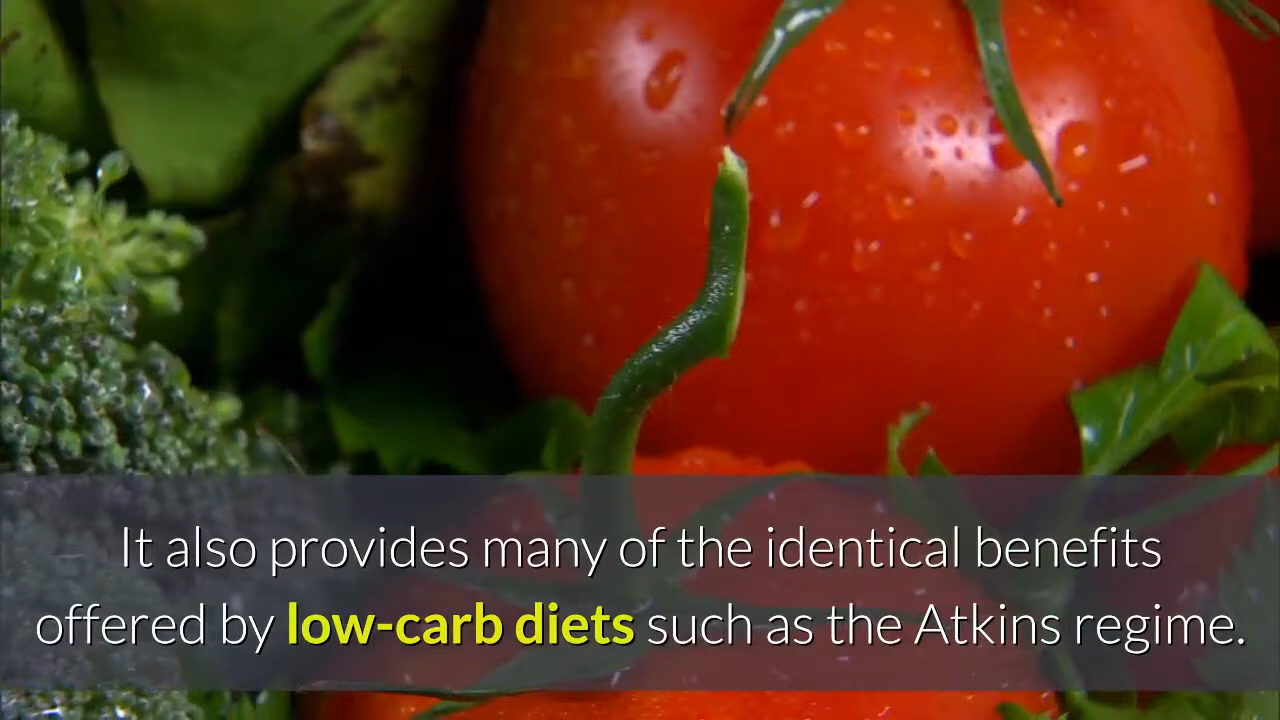 It also provides many of the identical benefits
offered by low-carb diets such as the Atkins regime.